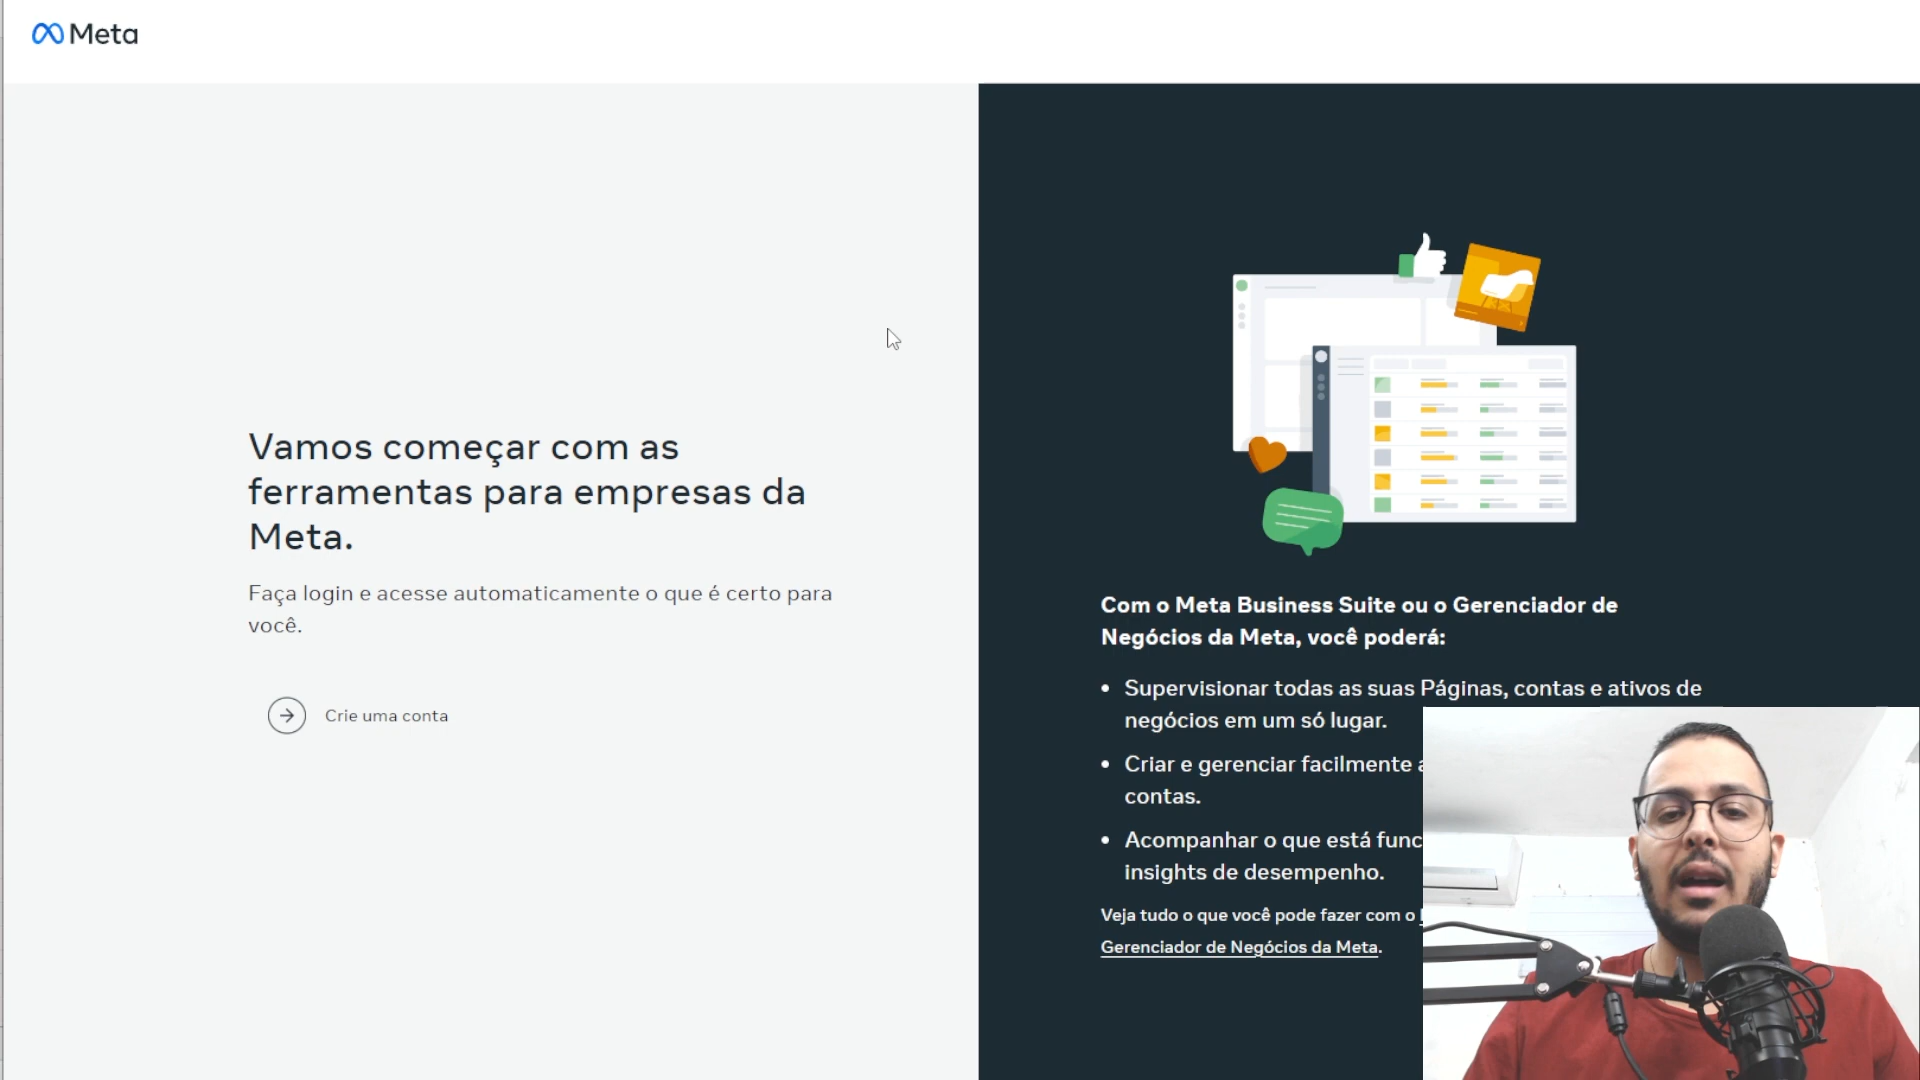 Meta
Vamos começar com as
ferramentas para empresas da
Meta.
Faça login e acesse automaticamente o que é certo para
você.
Crie uma conta
Com o Meta Business Suite ou o Gerenciador de
Negócios da Meta, você poderá:
• Supervisionar todas as suas Páginas, contas e ativos de
negócios em um só lugar.
• Criar e gerenciar facilmente
contas.
• Acompanhar o que está
insights de desempenho.
Veja tudo o que você pode fazer com o
Gerenciador de Negócios da Meta.